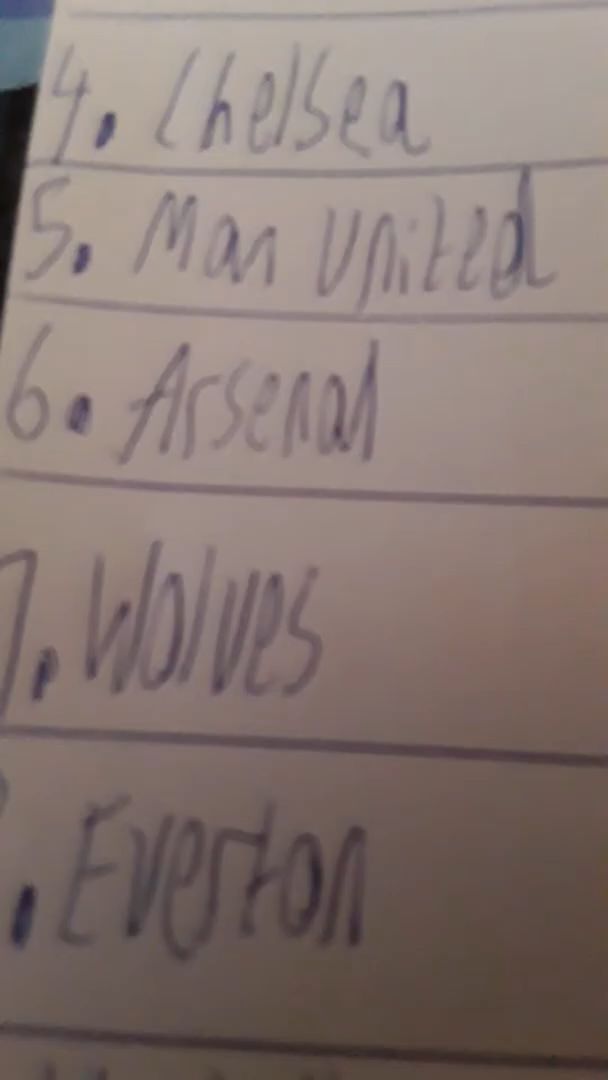 4. Chelsea
5. Man United
6. Arsenal
7. Wolves
. Everton